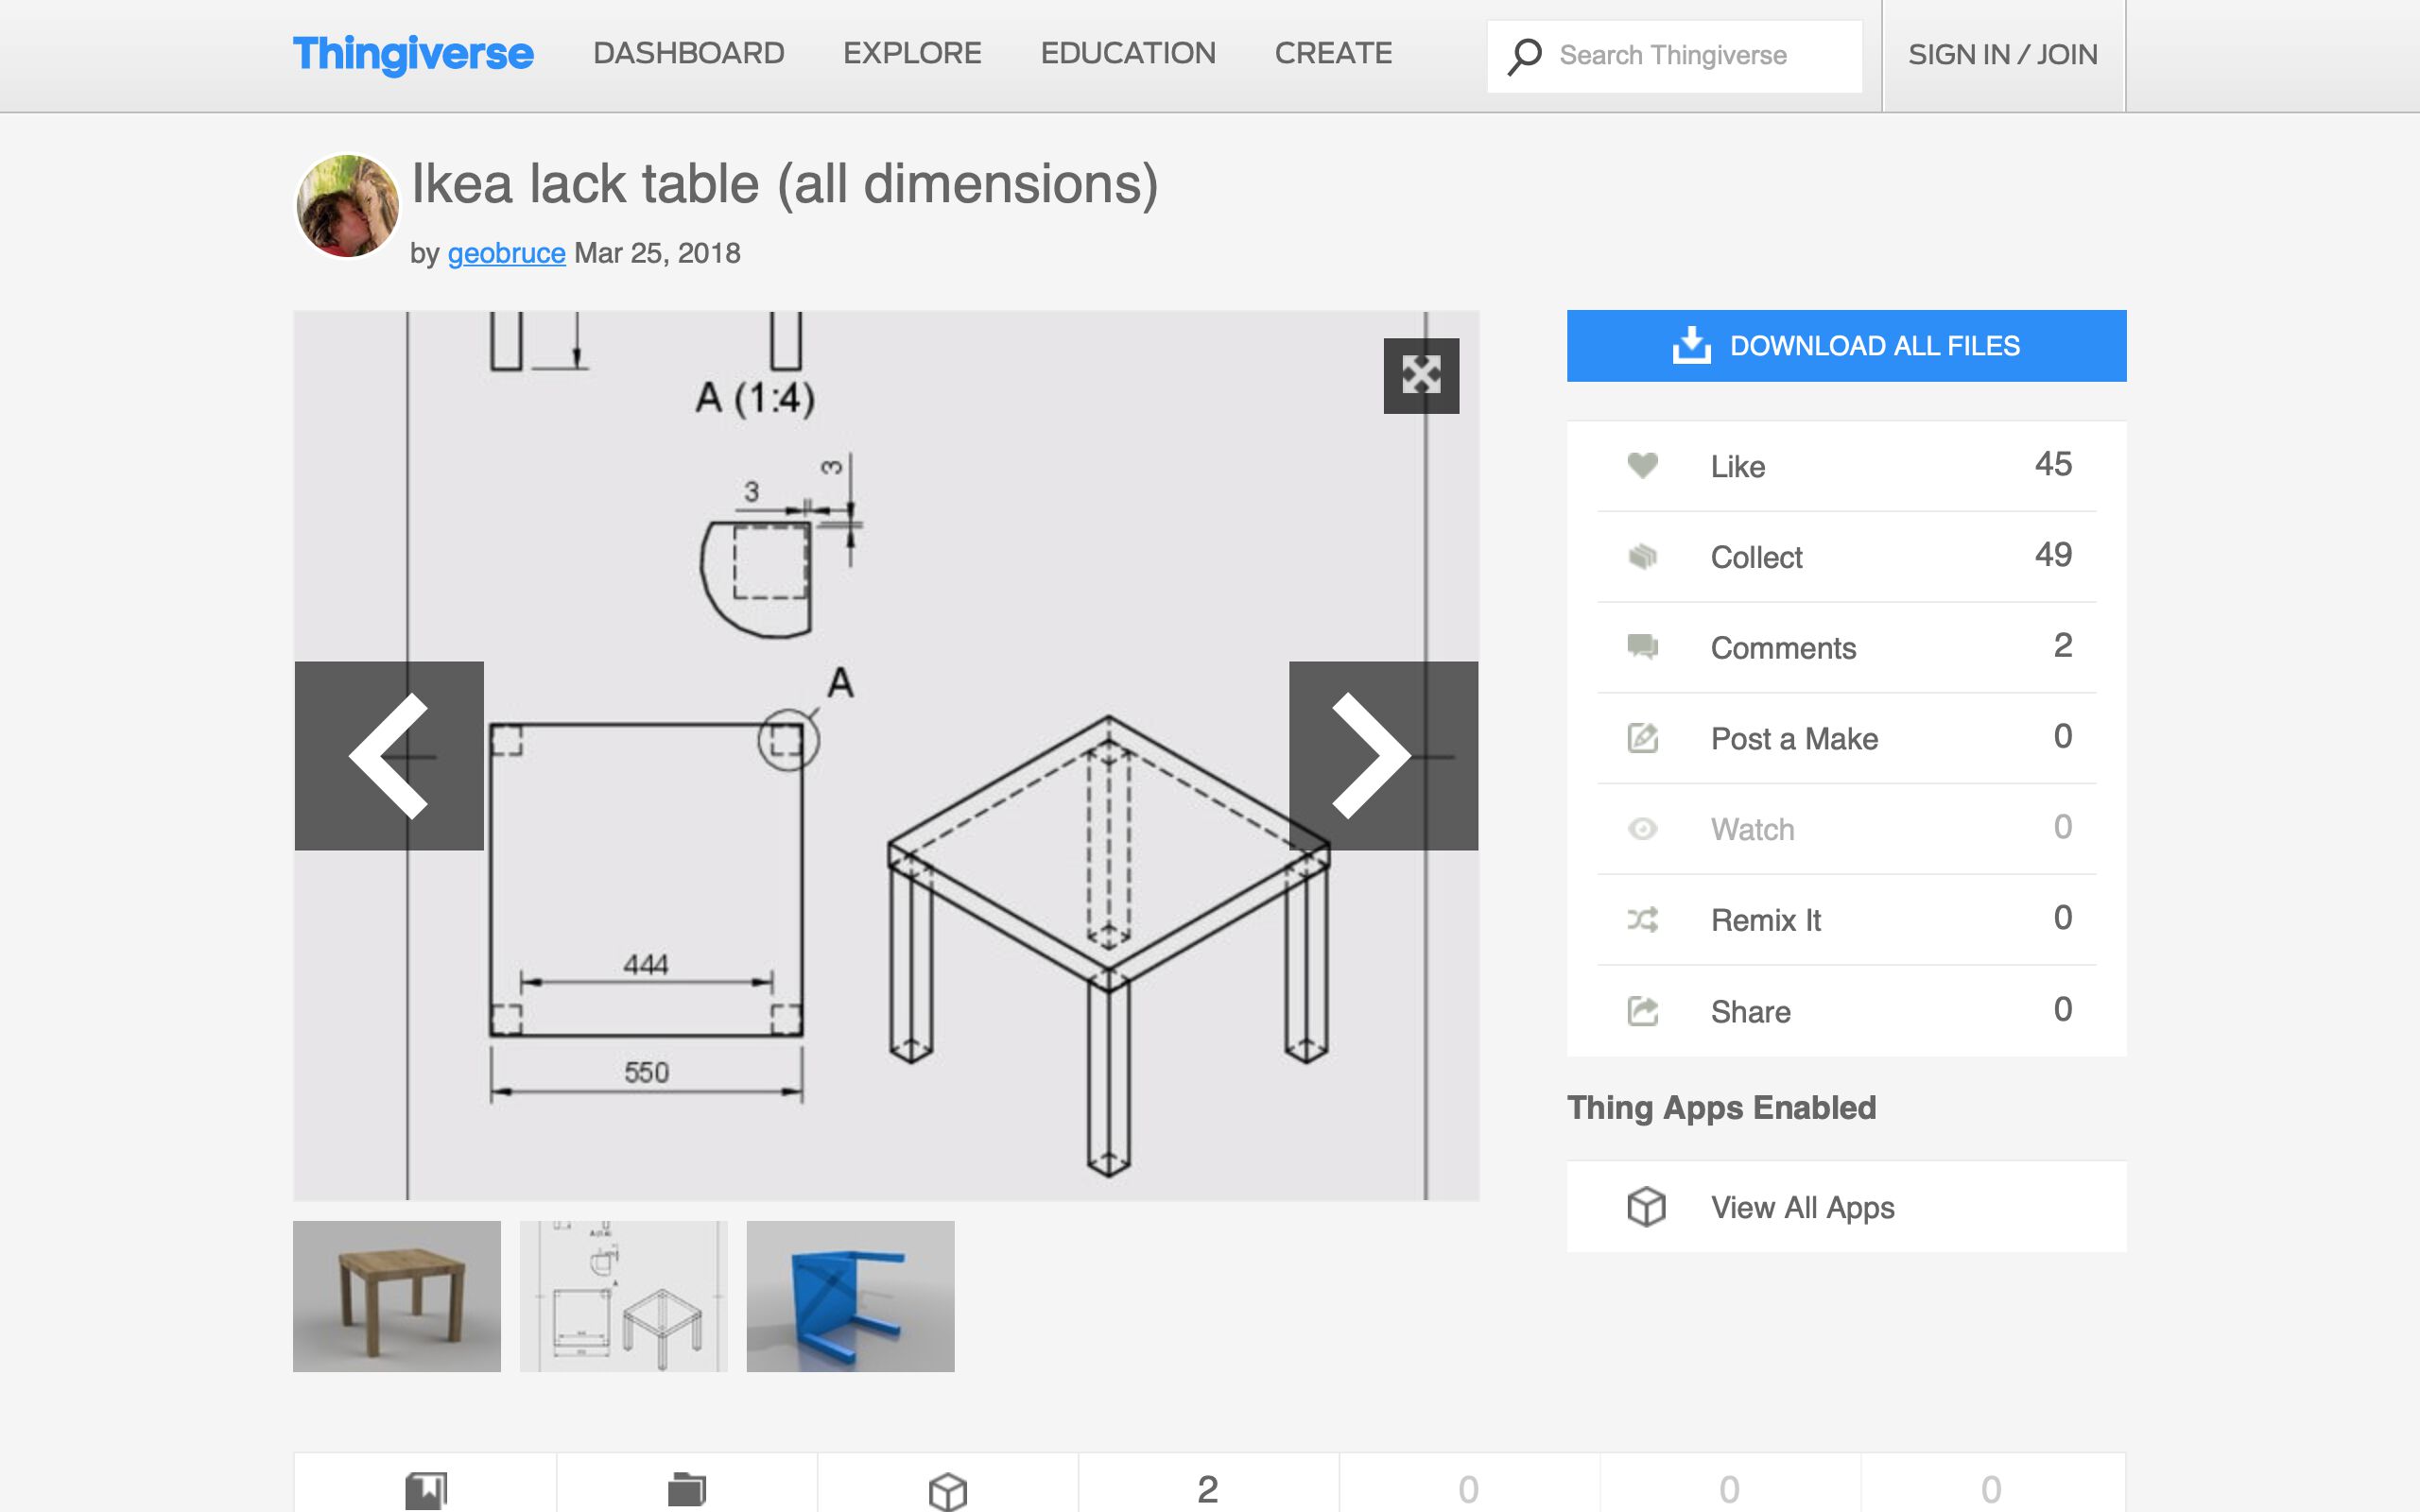 Thingiverse DASHBOARD EXPLORE EDUCATION CREATE Search Thingiverse SIGN IN / JOIN
Ikea lack table (all dimensions)
by geobruce Mar 25, 2018
A (1:4)
3
3
A
444
550
DOWNLOAD ALL FILES
Like 45
Collect 49
Comments 2
Post a Make 0
Watch 0
Remix It 0
Share 0
Thing Apps Enabled
View All Apps
2 0 0 0